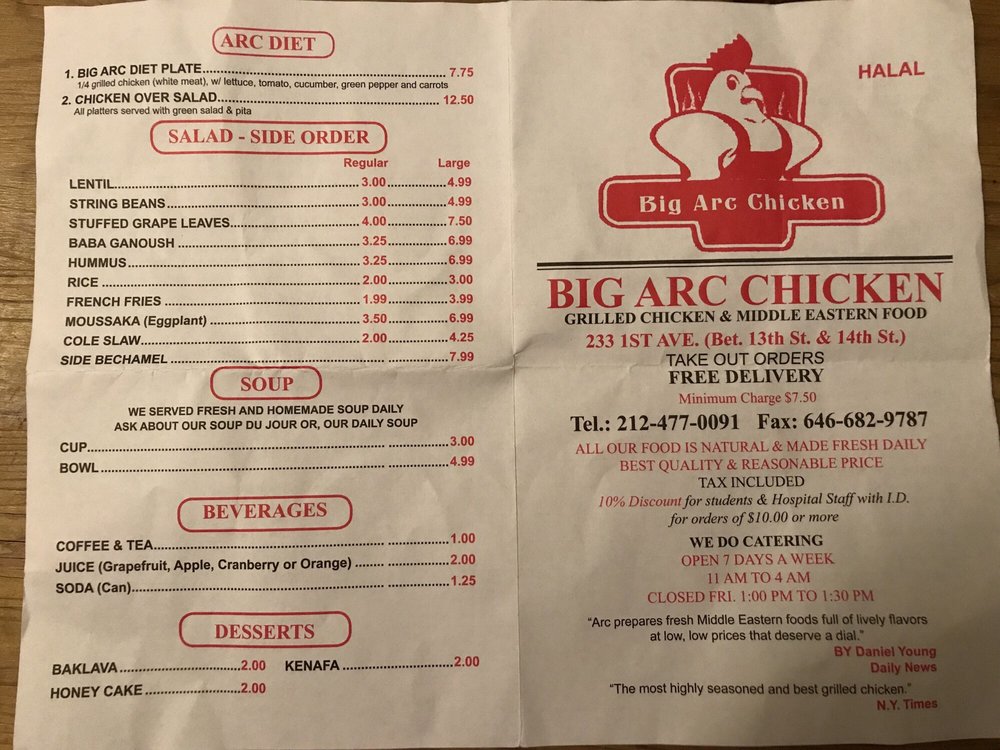 ARC DIET
1. BIG ARC DIET PLATE........................................................ 7.75
1/4 grilled chicken (white meat), w/ lettuce, tomato, cucumber, green pepper and carrots
2. CHICKEN OVER SALAD.................................................... 12.50
All platters served with green salad & pita
SALAD - SIDE ORDER
Regular Large
LENTIL.......................................................... 3.00 ............. 4.99
STRING BEANS............................................. 3.00 ............. 4.99
STUFFED GRAPE LEAVES.............................. 4.00 ............. 7.50
BABA GANOUSH .......................................... 3.25 ............. 6.99
HUMMUS ..................................................... 3.25 ............. 6.99
RICE ........................................................... 2.00 ............. 3.00
FRENCH FRIES ............................................ 1.99 ............. 3.99
MOUSSAKA (Eggplant) ................................. 3.50 ............. 6.99
COLE SLAW................................................. 2.00 ............. 4.25
SIDE BECHAMEL ........................................................... 7.99
SOUP
WE SERVED FRESH AND HOMEMADE SOUP DAILY
ASK ABOUT OUR SOUP DU JOUR OR, OUR DAILY SOUP
CUP............................................................................. 3.00
BOWL .......................................................................... 4.99
BEVERAGES
COFFEE & TEA............................................................. 1.00
JUICE (Grapefruit, Apple, Cranberry or Orange) ....... ............. 2.00
SODA (Can)................................................................. 1.25
DESSERTS
BAKLAVA ............................ 2.00 KENAFA ......................... 2.00
HONEY CAKE ...................... 2.00
HALAL
Big Arc Chicken
BIG ARC CHICKEN
GRILLED CHICKEN & MIDDLE EASTERN FOOD
233 1ST AVE. (Bet. 13th St. & 14th St.)
TAKE OUT ORDERS
FREE DELIVERY
Minimum Charge $7.50
Tel.: 212-477-0091 Fax: 646-682-9787
ALL OUR FOOD IS NATURAL & MADE FRESH DAILY
BEST QUALITY & REASONABLE PRICE
TAX INCLUDED
10% Discount for students & Hospital Staff with I.D.
for orders of $10.00 or more
WE DO CATERING
OPEN 7 DAYS A WEEK
11 AM TO 4 AM
CLOSED FRI. 1:00 PM TO 1:30 PM
“Arc prepares fresh Middle Eastern foods full of lively flavors
at low, low prices that deserve a dial.”
BY Daniel Young
Daily News
“The most highly seasoned and best grilled chicken.”
N.Y. Times